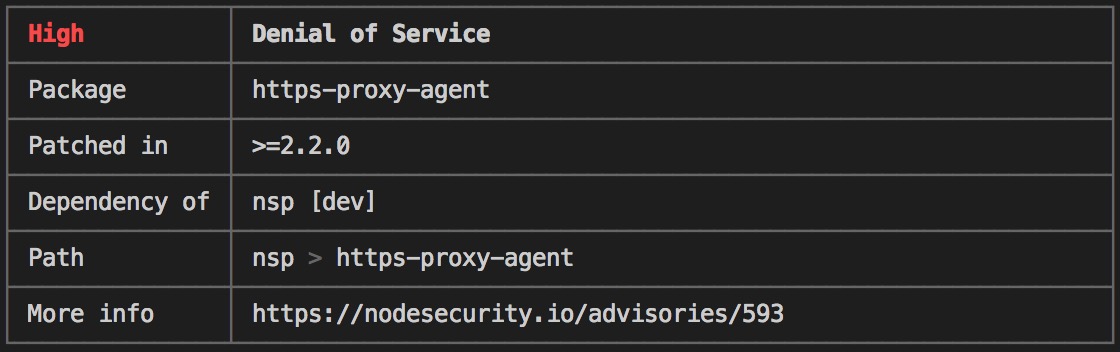 High Denial of Service
Package https-proxy-agent
Patched in >=2.2.0
Dependency of nsp [dev]
Path nsp > https-proxy-agent
More info https://nodesecurity.io/advisories/593